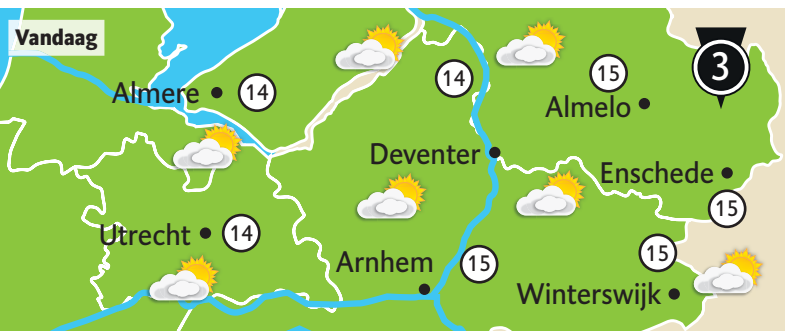 Vandaag
3
14
15
Almere
14
Almelo
Deventer
Enschede
15
Utrecht
14
Arnhem
15
15
Winterswijk